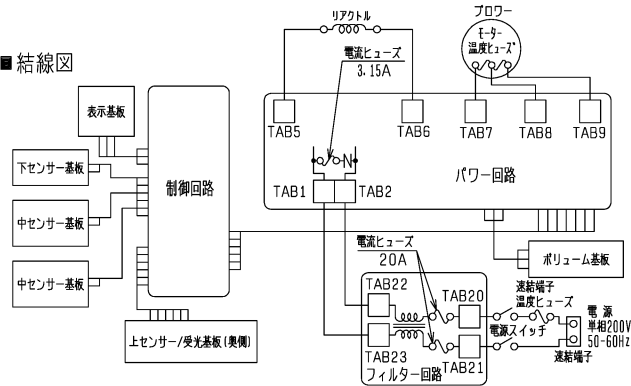 結線図
リアクトル
ブロワー
モーター
温度ヒューズ
電流ヒューズ
3.15A
表示基板
TAB5
TAB6
TAB7
TAB8
TAB9
下センサー基板
制御回路
N
パワー回路
TAB1
TAB2
中センサー基板
電流ヒューズ
20A
ボリューム基板
中センサー基板
TAB22
TAB20
速結端子
温度ヒューズ
電源
単相200V
50-60Hz
電源スイッチ
上センサー/受光基板(奥側)
TAB23
TAB21
速結端子
フィルター回路